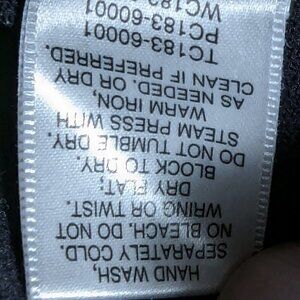 HAND WASH,
SEPARATELY COLD.
NO BLEACH. DO NOT
WRING OR TWIST.
DRY FLAT.
BLOCK TO DRY.
DO NOT TUMBLE DRY.
STEAM PRESS WITH
WARM IRON,
AS NEEDED. OR DRY
CLEAN IF PREFERRED.
TC183-60001
PC183-60001